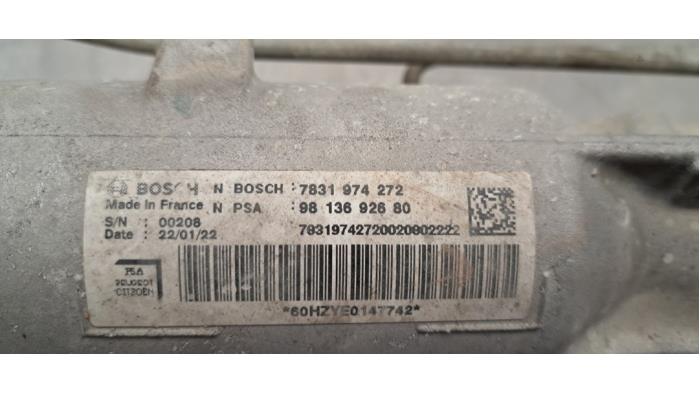 BOSCH N BOSCH : 7831 974 272
Made in France N PSA : 98 136 926 80
S/N : 00208
Date : 22/01/22
78319742720020802222
PSA
PEUGEOT
CITROEN
*60HZYE0147742*